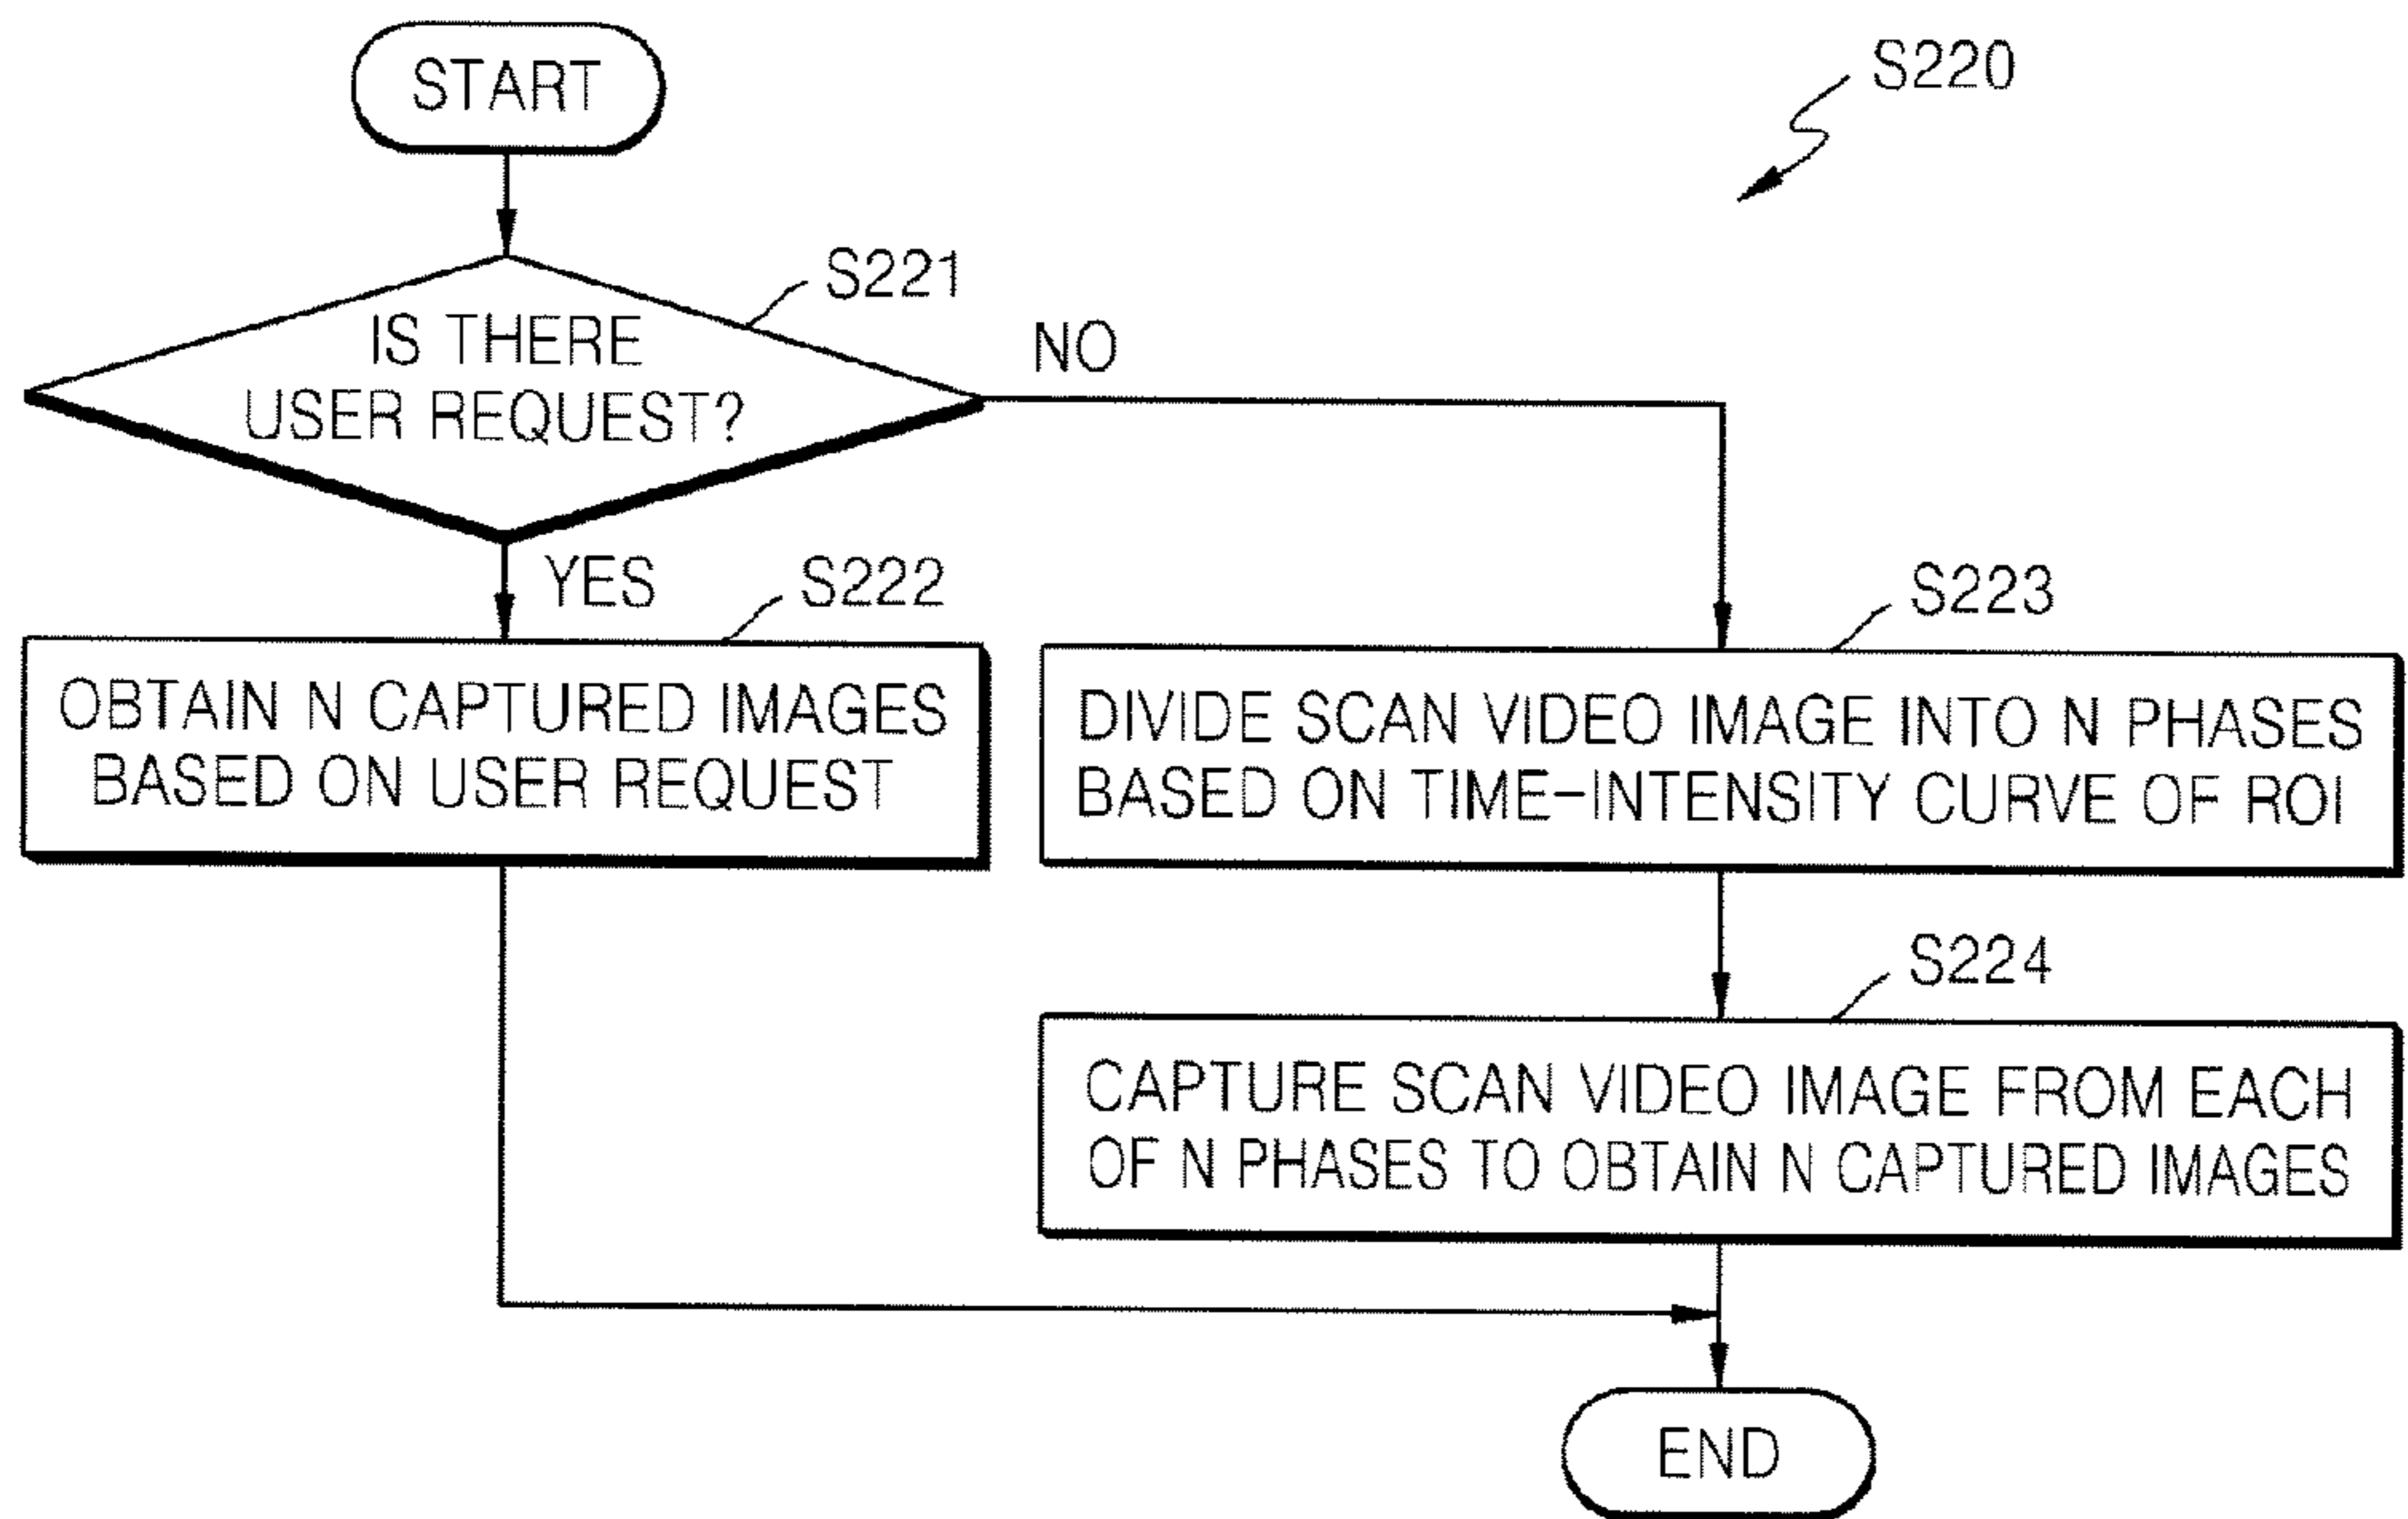 START
S220
S221
IS THERE
USER REQUEST?
NO
YES
S222
S223
OBTAIN N CAPTURED IMAGES
BASED ON USER REQUEST
DIVIDE SCAN VIDEO IMAGE INTO N PHASES
BASED ON TIME-INTENSITY CURVE OF ROI
S224
CAPTURE SCAN VIDEO IMAGE FROM EACH
OF N PHASES TO OBTAIN N CAPTURED IMAGES
END